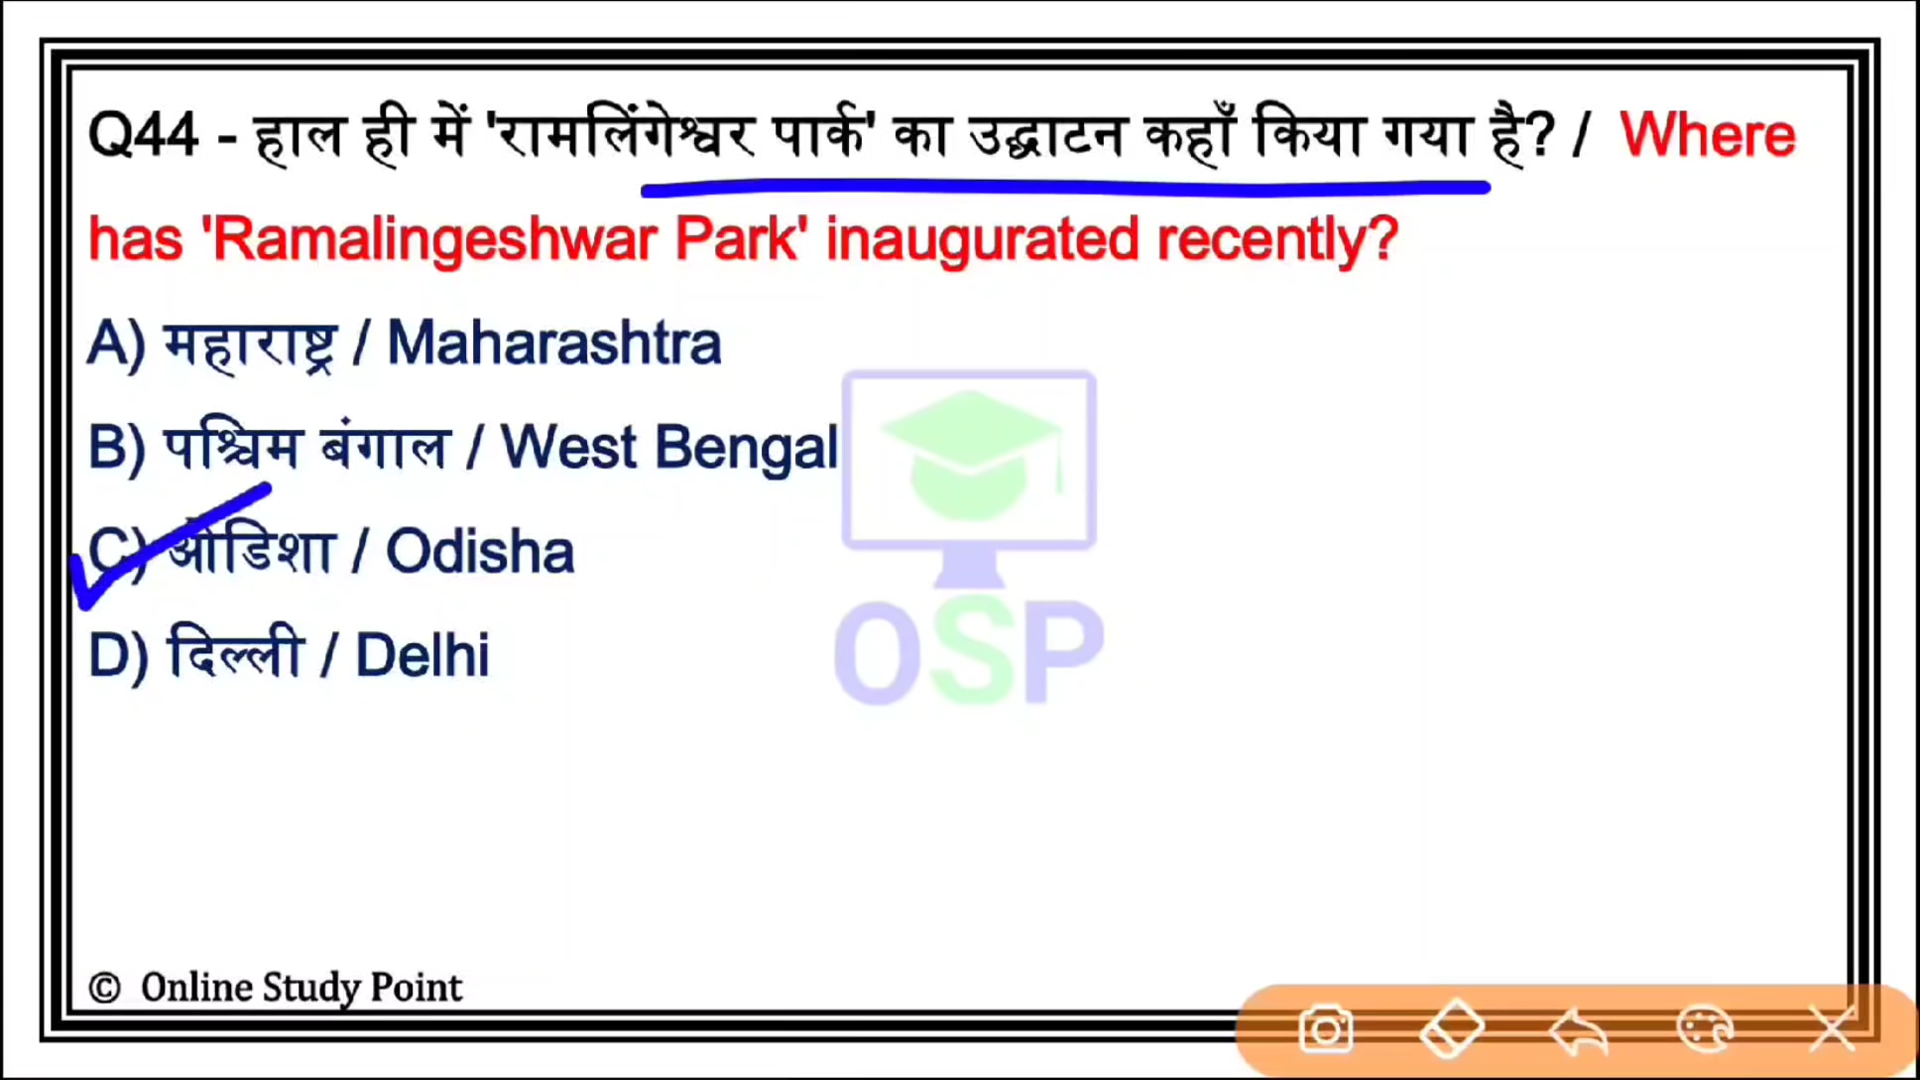 Q44 - हाल ही में 'रामलिंगेश्वर पार्क' का उद्घाटन कहाँ किया गया है? / Where
has 'Ramalingeshwar Park' inaugurated recently?
A) महाराष्ट्र / Maharashtra
B) पश्चिम बंगाल / West Bengal
C) ओडिशा / Odisha
D) दिल्ली / Delhi
OSP
© Online Study Point